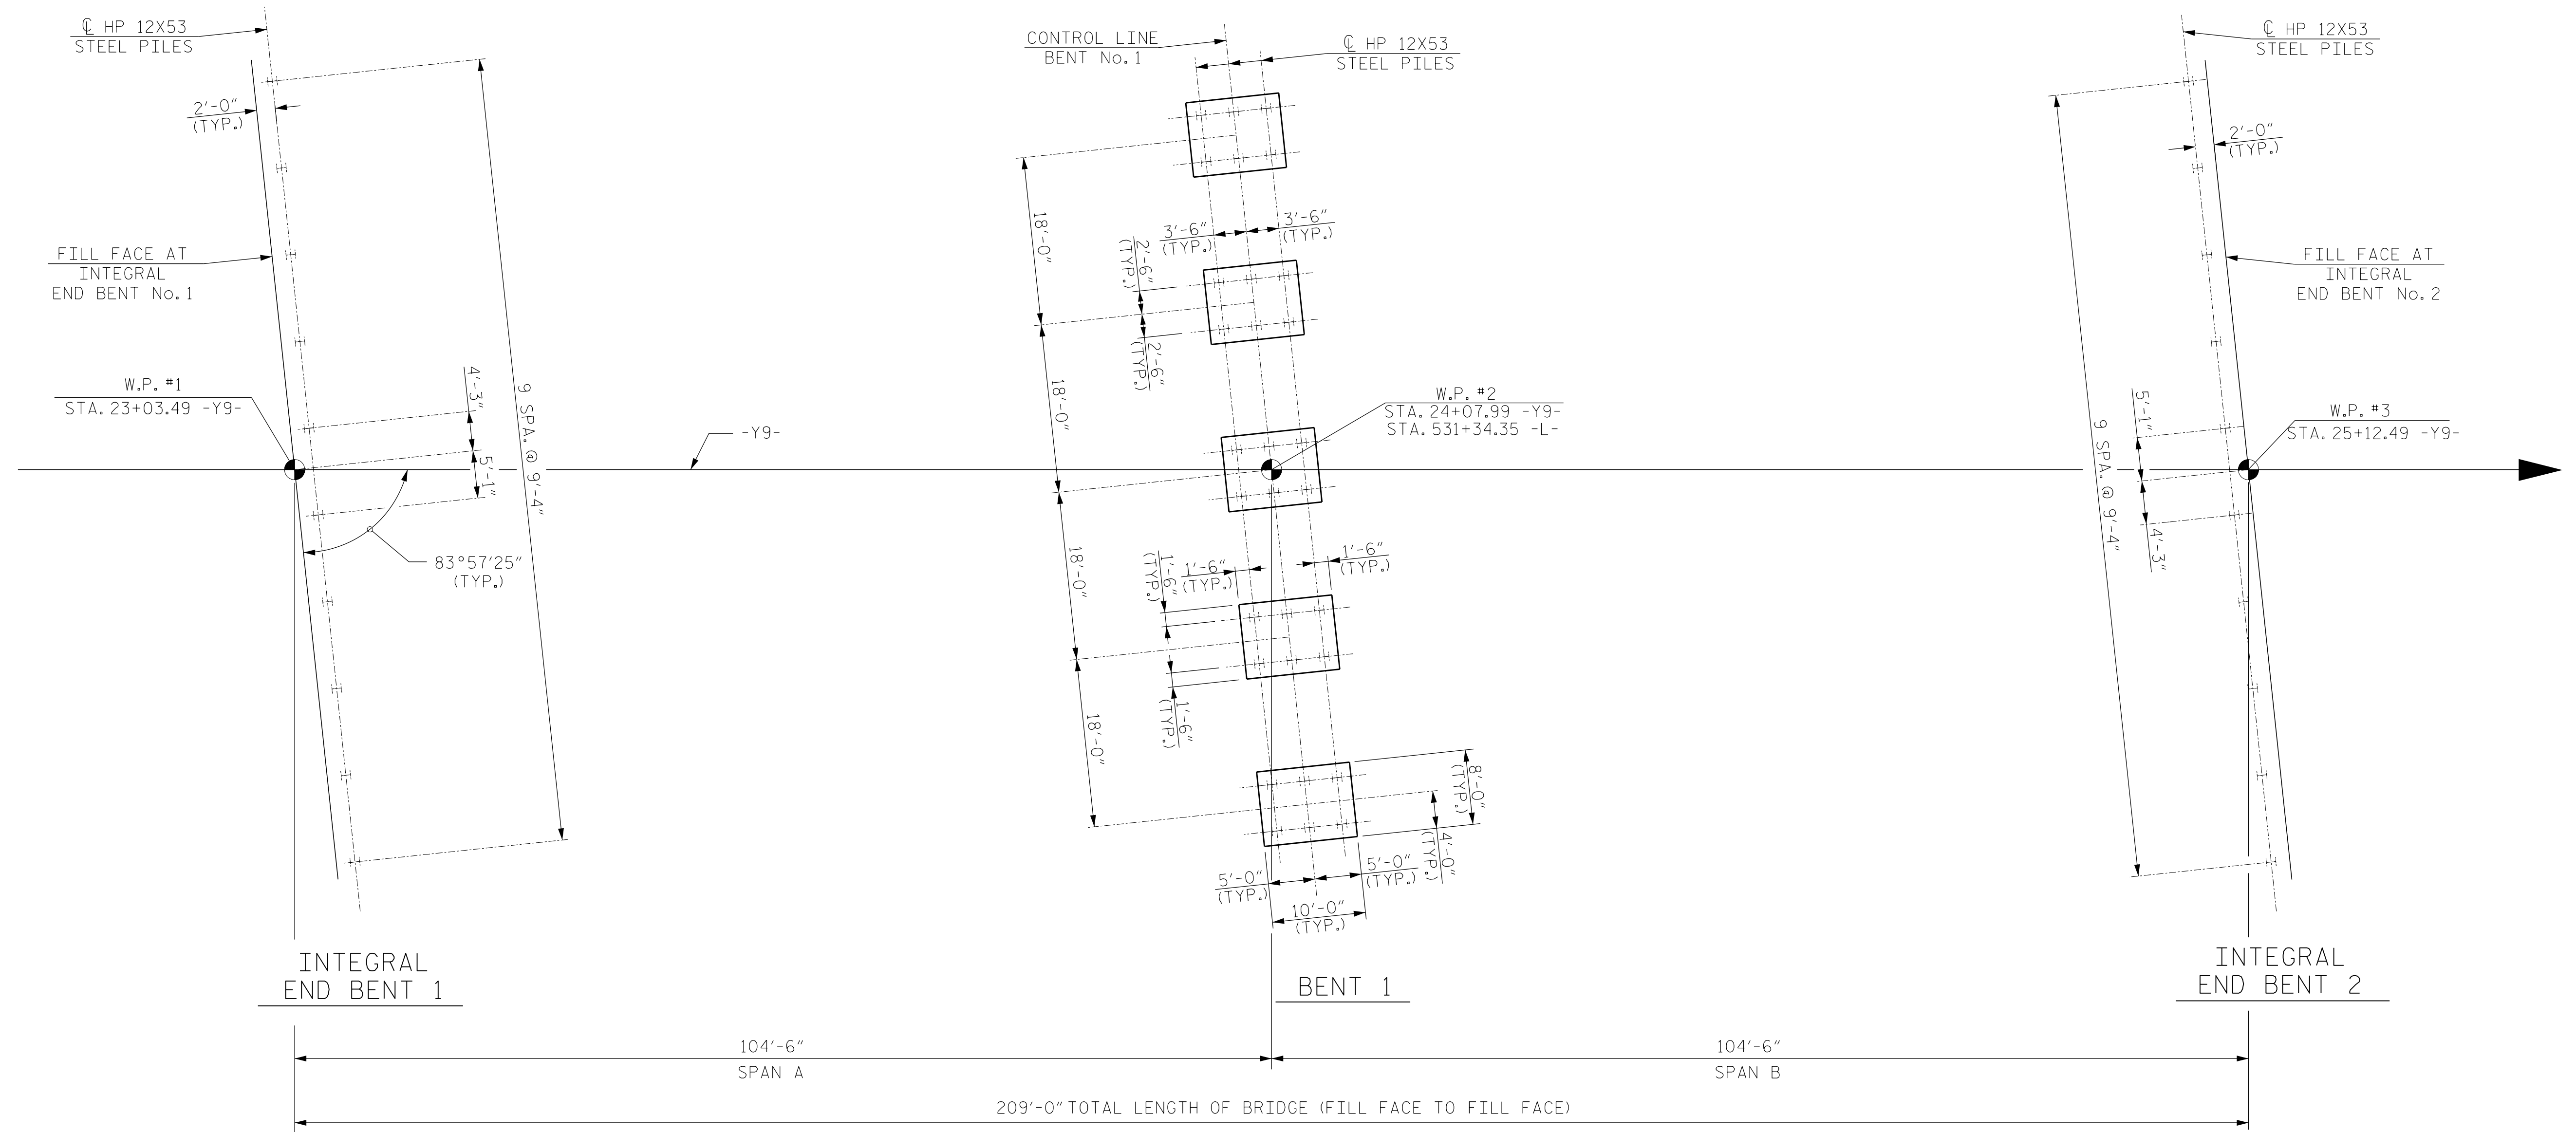 ℄ HP 12X53
STEEL PILES
CONTROL LINE
BENT No. 1
℄ HP 12X53
STEEL PILES
℄ HP 12X53
STEEL PILES
2'-0"
(TYP.)
2'-0"
(TYP.)
18'-0"
3'-6"
(TYP.)
3'-6"
(TYP.)
2'-6"
(TYP.)
2'-6"
(TYP.)
FILL FACE AT
INTEGRAL
END BENT No. 1
FILL FACE AT
INTEGRAL
END BENT No. 2
W.P. #1
STA. 23+03.49 -Y9-
4'-3"
5'-1"
9 SPA. @ 9'-4"
18'-0"
W.P. #2
STA. 24+07.99 -Y9-
STA. 531+34.35 -L-
5'-1"
4'-3"
9 SPA. @ 9'-4"
W.P. #3
STA. 25+12.49 -Y9-
-Y9-
83°57'25"
(TYP.)
18'-0"
1'-6"
(TYP.)
1'-6"
(TYP.)
1'-6"
(TYP.)
1'-6"
(TYP.)
18'-0"
8'-0"
(TYP.)
4'-0"
(TYP.)
5'-0"
(TYP.)
5'-0"
(TYP.)
10'-0"
(TYP.)
INTEGRAL
END BENT 1
BENT 1
INTEGRAL
END BENT 2
104'-6"
SPAN A
104'-6"
SPAN B
209'-0" TOTAL LENGTH OF BRIDGE (FILL FACE TO FILL FACE)